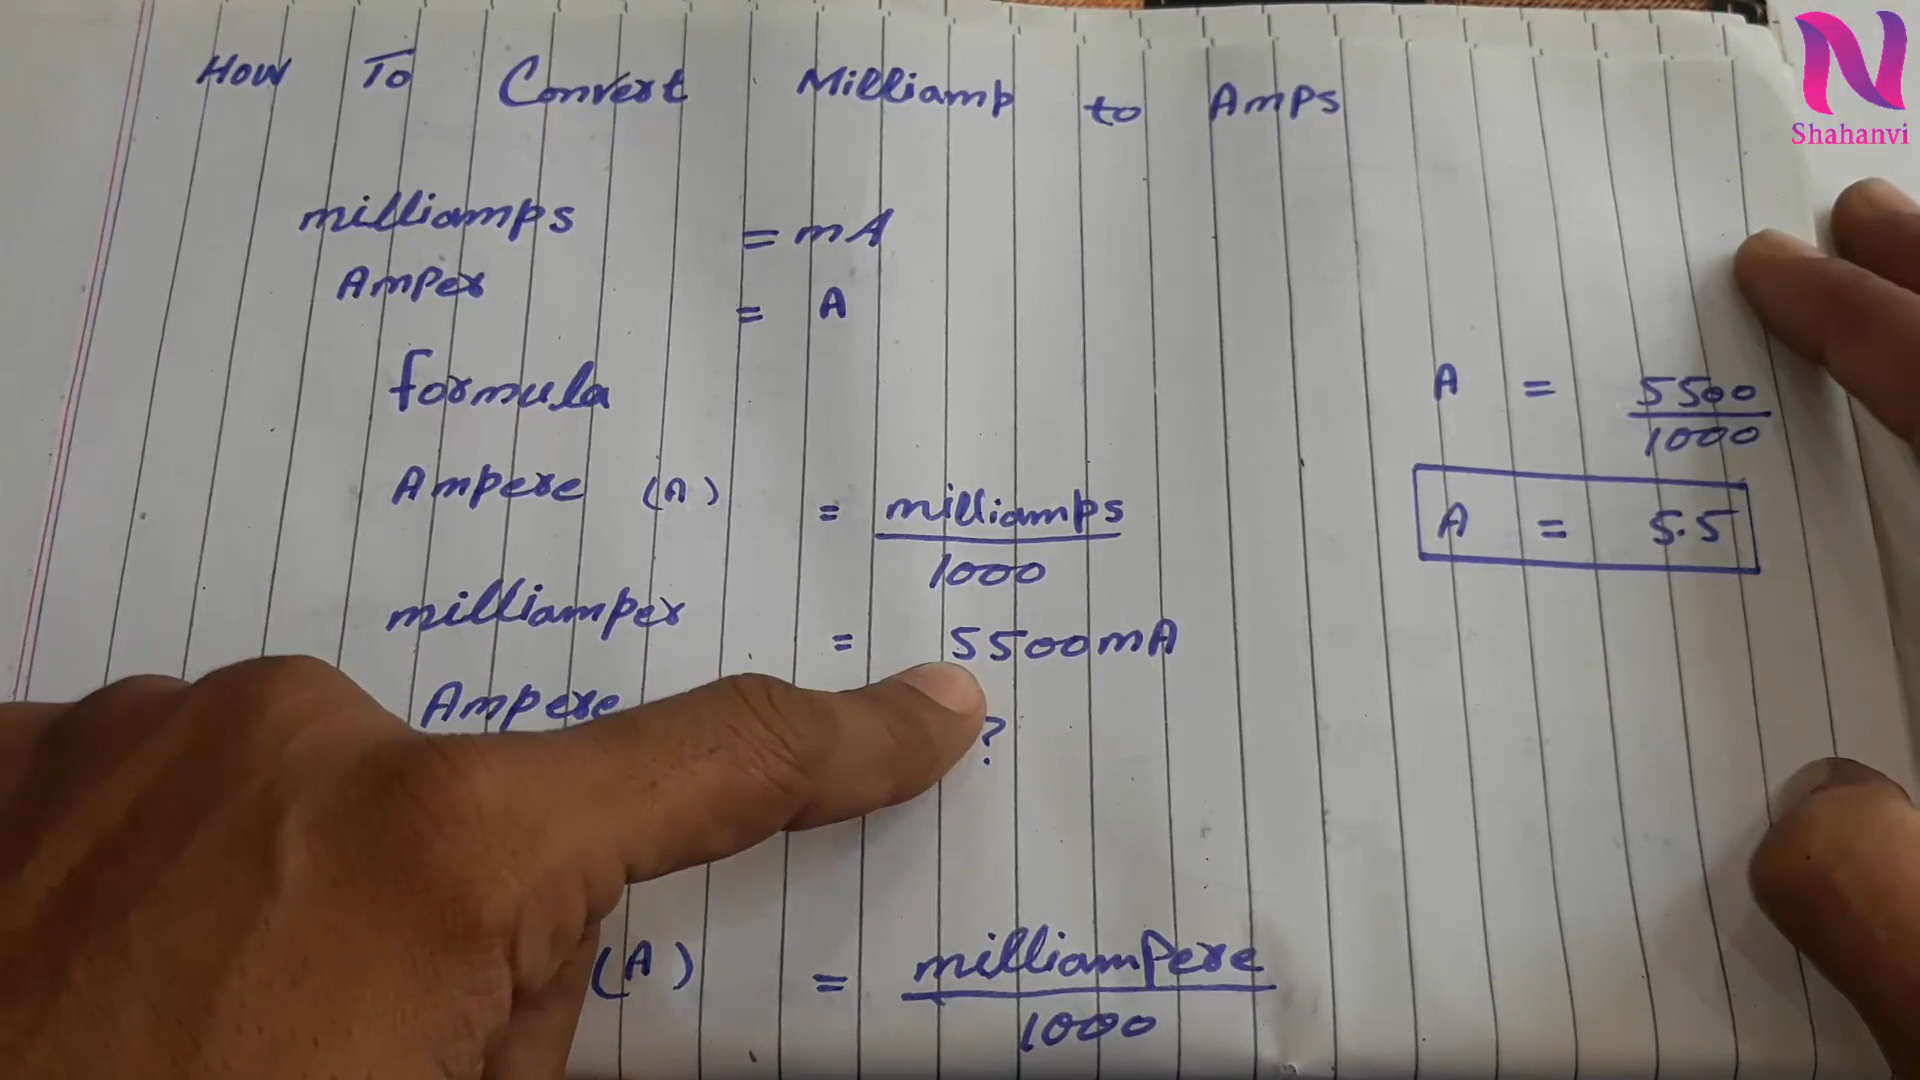 How To Convert Milliamp to Amps
milliamps = mA
Amper = A
formula
Ampere (A) = milliamps
1000
milliamper = 5500mA
Ampere ?
(A) = milliampere
1000
A = 5500
1000
A = 5.5
N
Shahanvi